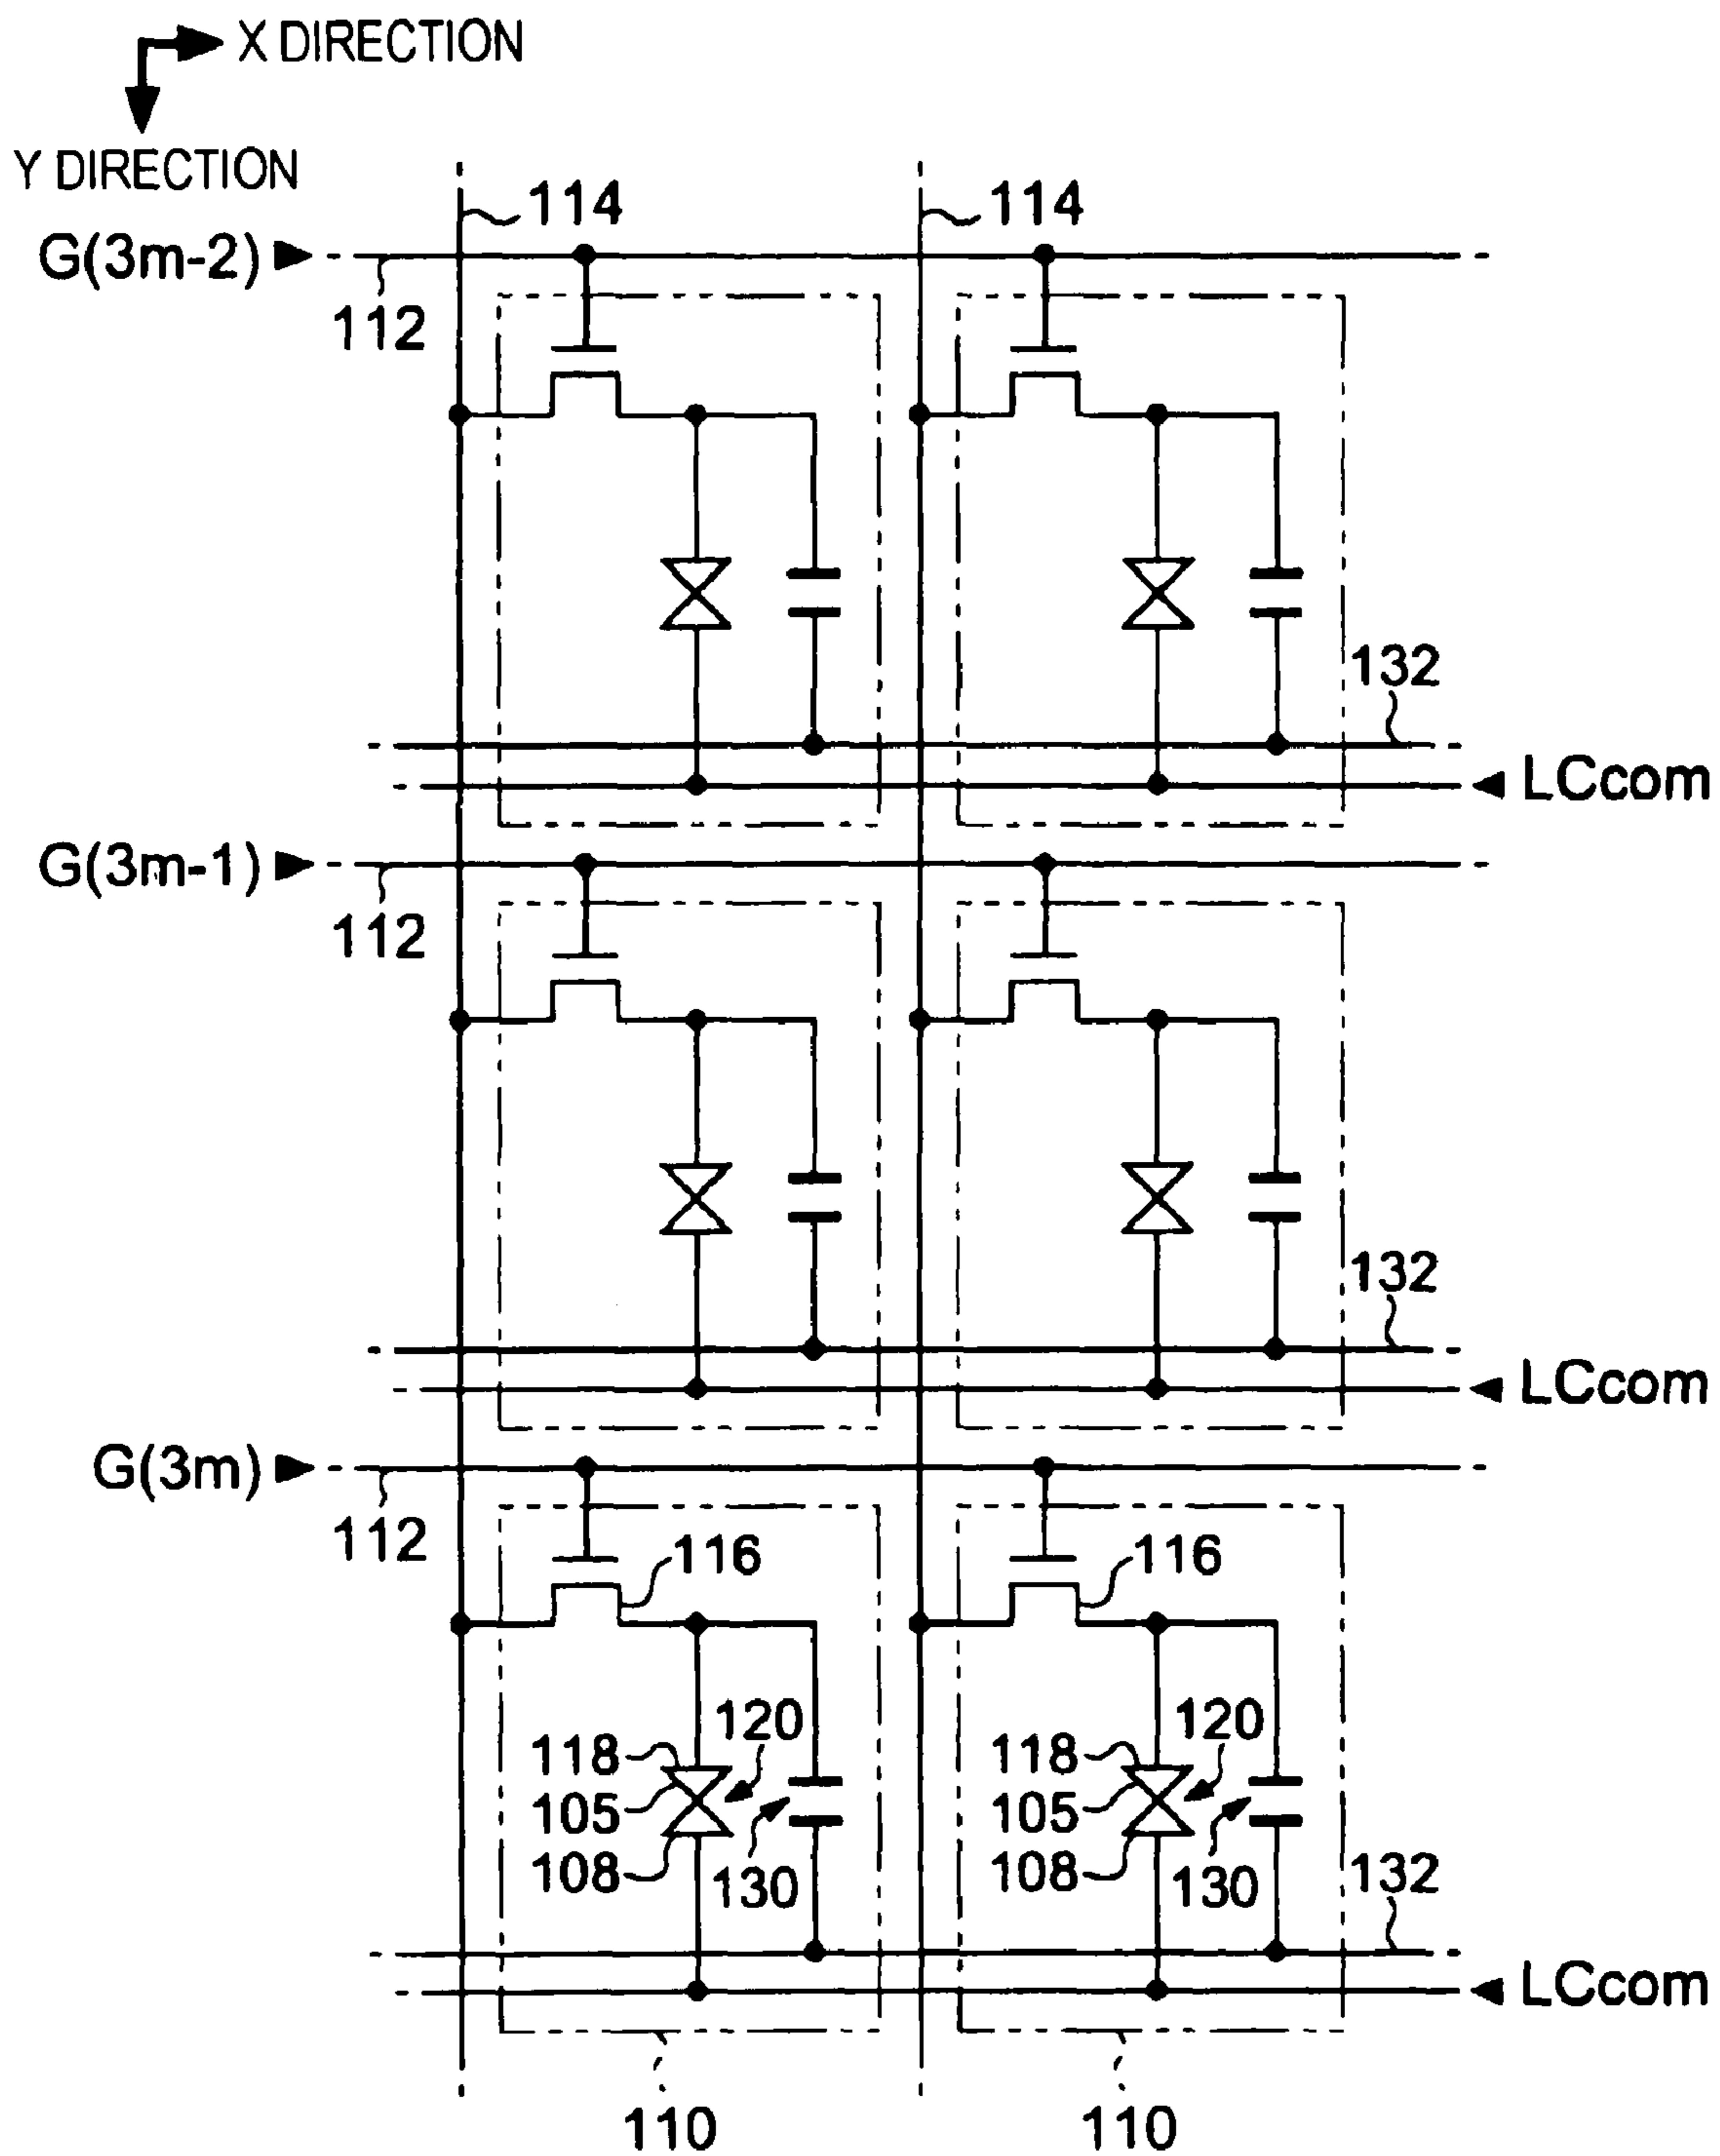 X DIRECTION
Y DIRECTION
114 114
G(3m-2)
112
132
LCcom
G(3m-1)
112
132
LCcom
G(3m)
112
116 116
120 120
118 118
105 105
108 108
130 130
132
LCcom
110 110